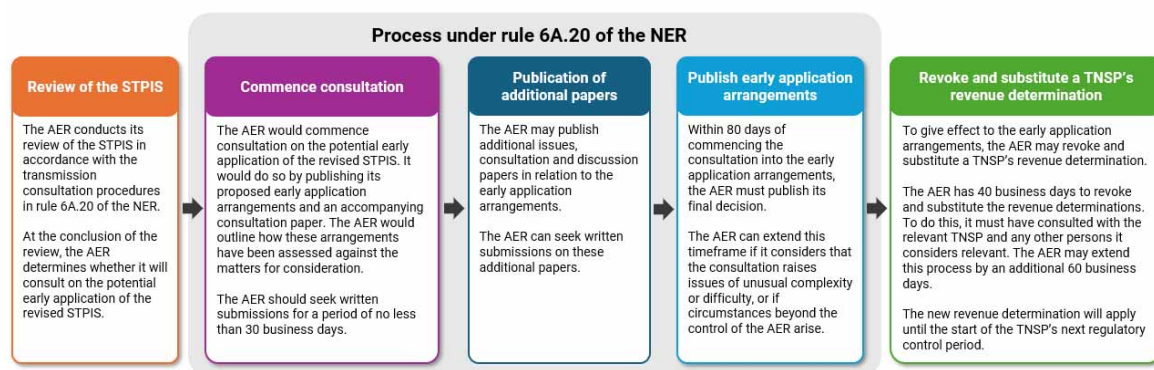 Process under rule 6A.20 of the NER
Review of the STPIS
The AER conducts its
review of the STPIS in
accordance with the
transmission
consultation procedures
in rule 6A.20 of the NER.
At the conclusion of the
review, the AER
determines whether it will
consult on the potential
early application of the
revised STPIS.
Commence consultation
The AER would commence
consultation on the potential early
application of the revised STPIS. It
would do so by publishing its
proposed early application
arrangements and an accompanying
consultation paper. The AER would
outline how these arrangements
have been assessed against the
matters for consideration.
The AER should seek written
submissions for a period of no less
than 30 business days.
Publication of
additional papers
The AER may publish
additional issues,
consultation and discussion
papers in relation to the
early application
arrangements.
The AER can seek written
submissions on these
additional papers.
Publish early application
arrangements
Within 80 days of
commencing the
consultation into the early
application arrangements,
the AER must publish its
final decision.
The AER can extend this
timeframe if it considers that
the consultation raises
issues of unusual complexity
or difficulty, or if
circumstances beyond the
control of the AER arise.
Revoke and substitute a TNSP's
revenue determination
To give effect to the early application
arrangements, the AER may revoke and
substitute a TNSP's revenue determination.
The AER has 40 business days to revoke
and substitute the revenue determinations.
To do this, it must have consulted with the
relevant TNSP and any other persons it
considers relevant. The AER may extend
this process by an additional 60 business
days.
The new revenue determination will apply
until the start of the TNSP's next regulatory
control period.